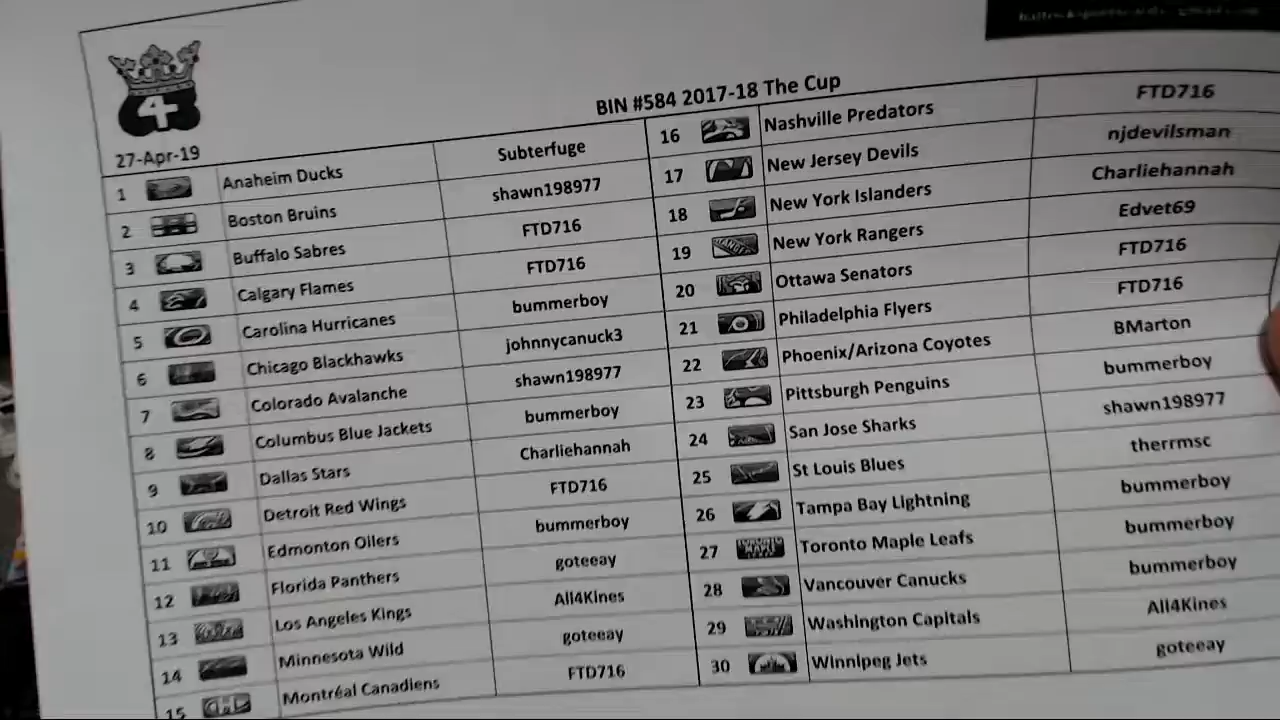 43
BIN #584 2017-18 The Cup
27-Apr-19
1 Anaheim Ducks Subterfuge
2 Boston Bruins shawn198977
3 Buffalo Sabres FTD716
4 Calgary Flames FTD716
5 Carolina Hurricanes bummerboy
6 Chicago Blackhawks johnnycanuck3
7 Colorado Avalanche shawn198977
8 Columbus Blue Jackets bummerboy
9 Dallas Stars Charliehannah
10 Detroit Red Wings FTD716
11 Edmonton Oilers bummerboy
12 Florida Panthers goteeay
13 Los Angeles Kings All4Kines
14 Minnesota Wild goteeay
15 Montréal Canadiens FTD716
16 Nashville Predators FTD716
17 New Jersey Devils njdevilsman
18 New York Islanders Charliehannah
19 New York Rangers Edvet69
20 Ottawa Senators FTD716
21 Philadelphia Flyers FTD716
22 Phoenix/Arizona Coyotes BMarton
23 Pittsburgh Penguins bummerboy
24 San Jose Sharks shawn198977
25 St Louis Blues therrmsc
26 Tampa Bay Lightning bummerboy
27 Toronto Maple Leafs bummerboy
28 Vancouver Canucks bummerboy
29 Washington Capitals All4Kines
30 Winnipeg Jets goteeay